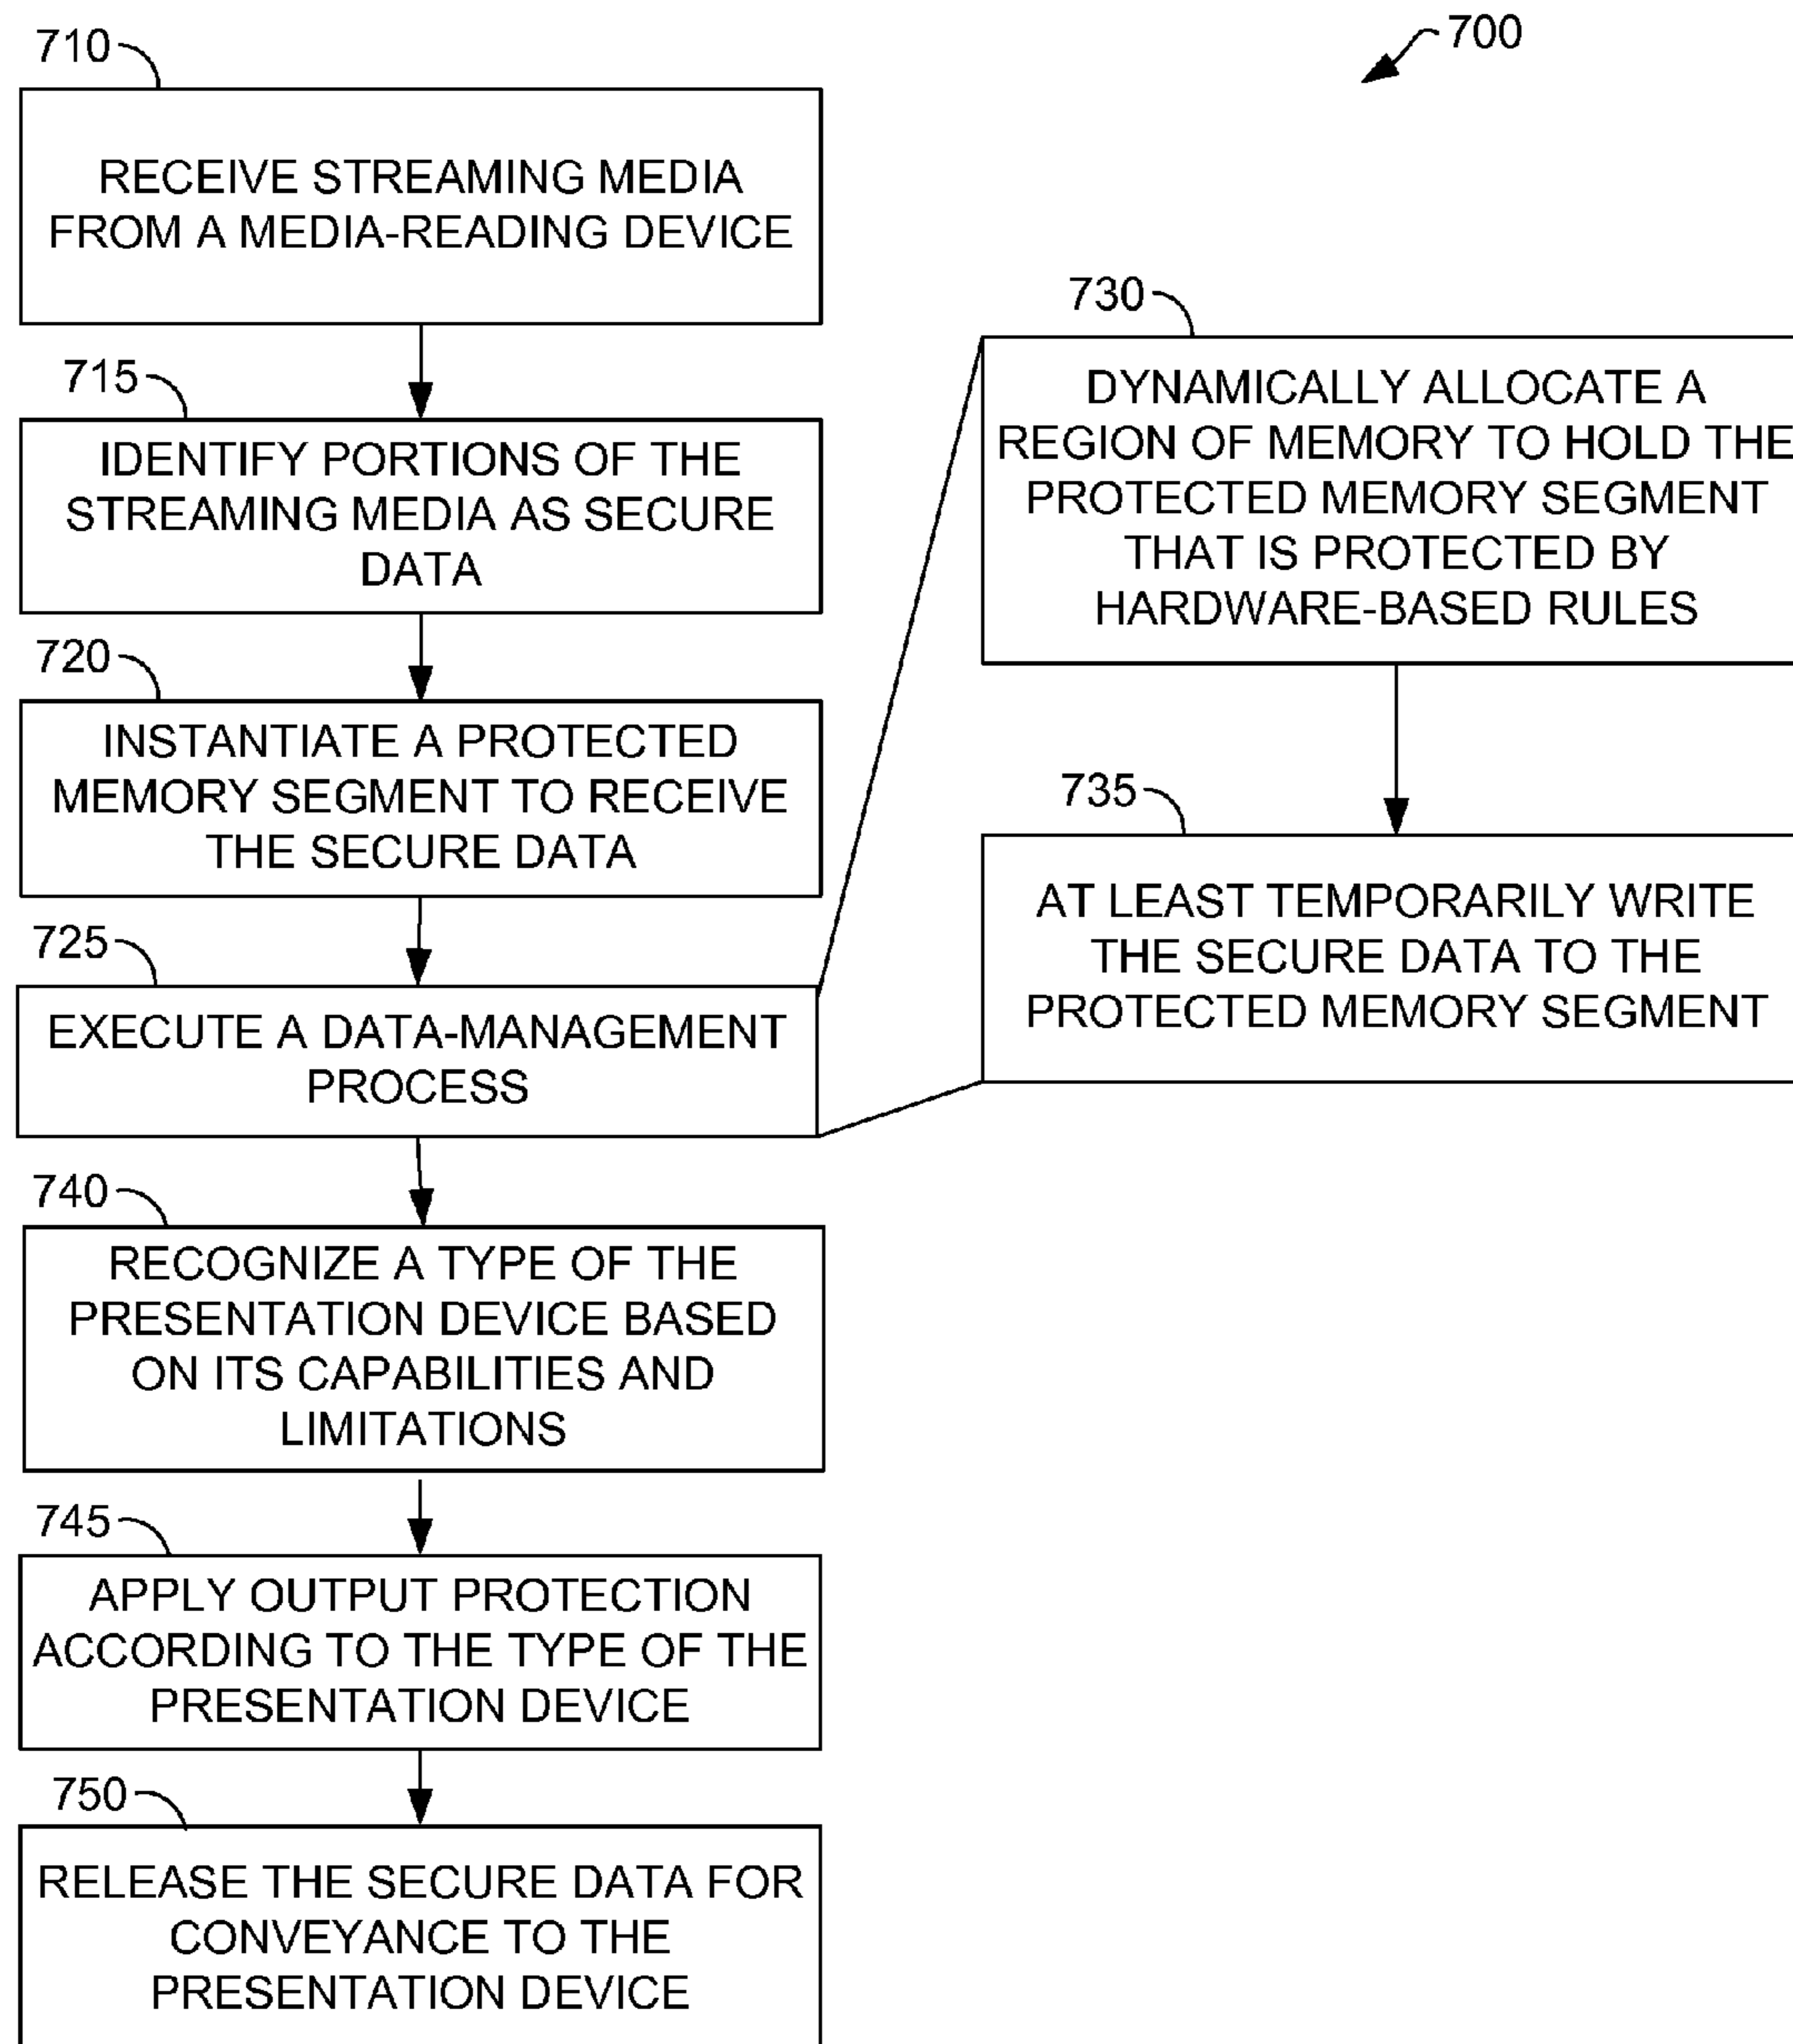 700
710
RECEIVE STREAMING MEDIA
FROM A MEDIA-READING DEVICE
715
IDENTIFY PORTIONS OF THE
STREAMING MEDIA AS SECURE
DATA
720
INSTANTIATE A PROTECTED
MEMORY SEGMENT TO RECEIVE
THE SECURE DATA
725
EXECUTE A DATA-MANAGEMENT
PROCESS
730
DYNAMICALLY ALLOCATE A
REGION OF MEMORY TO HOLD THE
PROTECTED MEMORY SEGMENT
THAT IS PROTECTED BY
HARDWARE-BASED RULES
735
AT LEAST TEMPORARILY WRITE
THE SECURE DATA TO THE
PROTECTED MEMORY SEGMENT
740
RECOGNIZE A TYPE OF THE
PRESENTATION DEVICE BASED
ON ITS CAPABILITIES AND
LIMITATIONS
745
APPLY OUTPUT PROTECTION
ACCORDING TO THE TYPE OF THE
PRESENTATION DEVICE
750
RELEASE THE SECURE DATA FOR
CONVEYANCE TO THE
PRESENTATION DEVICE